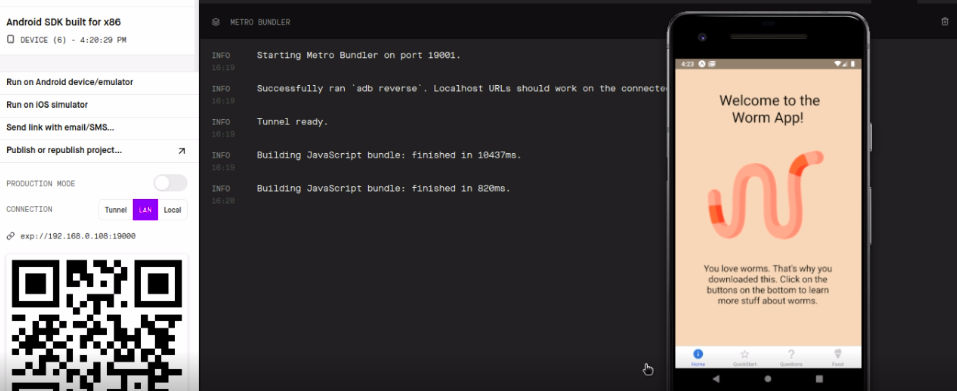 Android SDK built for x86
DEVICE (6) - 4:20:29 PM
Run on Android device/emulator
Run on iOS simulator
Send link with email/SMS...
Publish or republish project...
PRODUCTION MODE
CONNECTION
Tunnel
LAN
Local
exp://192.168.0.108:19000
METRO BUNDLER
INFO
16:19
Starting Metro Bundler on port 19001.
INFO
16:19
Successfully ran `adb reverse`. Localhost URLs should work on the connecte
INFO
16:19
Tunnel ready.
INFO
16:19
Building JavaScript bundle: finished in 10437ms.
INFO
16:20
Building JavaScript bundle: finished in 820ms.
4:23
Welcome to the
Worm App!
You love worms. That's why you
downloaded this. Click on the
buttons on the bottom to learn
more stuff about worms.
Home
QuickStart
Questions
Food